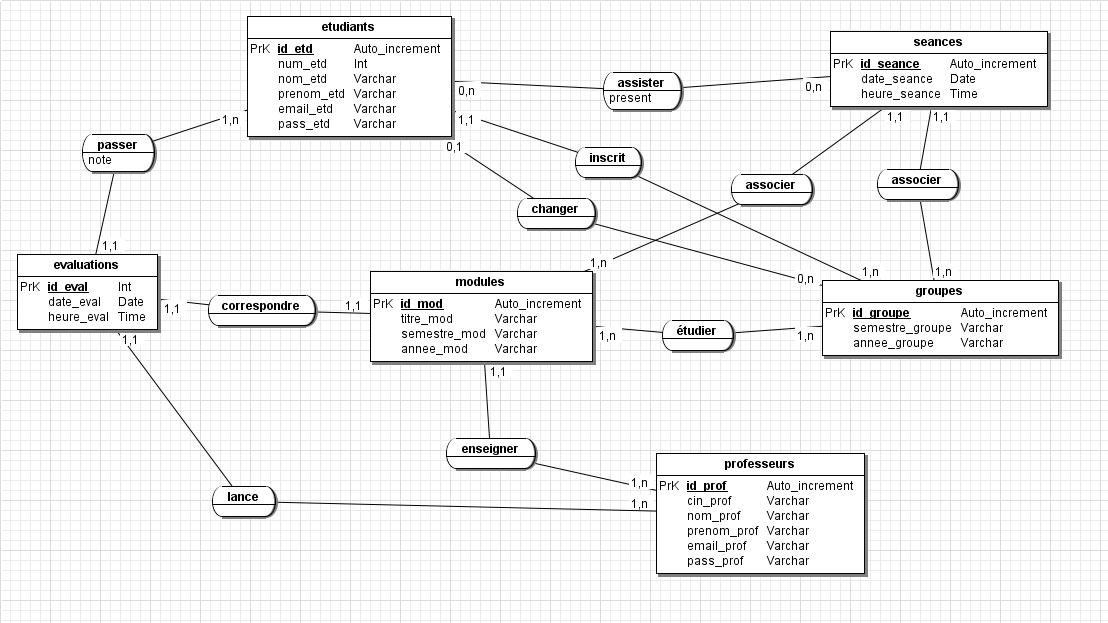 etudiants
PrK id_etd Auto_increment
num_etd Int
nom_etd Varchar
prenom_etd Varchar
email_etd Varchar
pass_etd Varchar
seances
PrK id_seance Auto_increment
date_seance Date
heure_seance Time
0,n
assister
present
0,n
1,n
1,1
0,1
1,1
1,1
passer
note
inscrit
associer
associer
changer
1,1
1,n
0,n
1,n
1,n
evaluations
PrK id_eval Int
date_eval Date
heure_eval Time
1,1
correspondre
1,1
modules
PrK id_mod Auto_increment
titre_mod Varchar
semestre_mod Varchar
annee_mod Varchar
groupes
PrK id_groupe Auto_increment
semestre_groupe Varchar
annee_groupe Varchar
1,n
étudier
1,n
1,1
1,1
enseigner
1,n
lance
1,n
professeurs
PrK id_prof Auto_increment
cin_prof Varchar
nom_prof Varchar
prenom_prof Varchar
email_prof Varchar
pass_prof Varchar